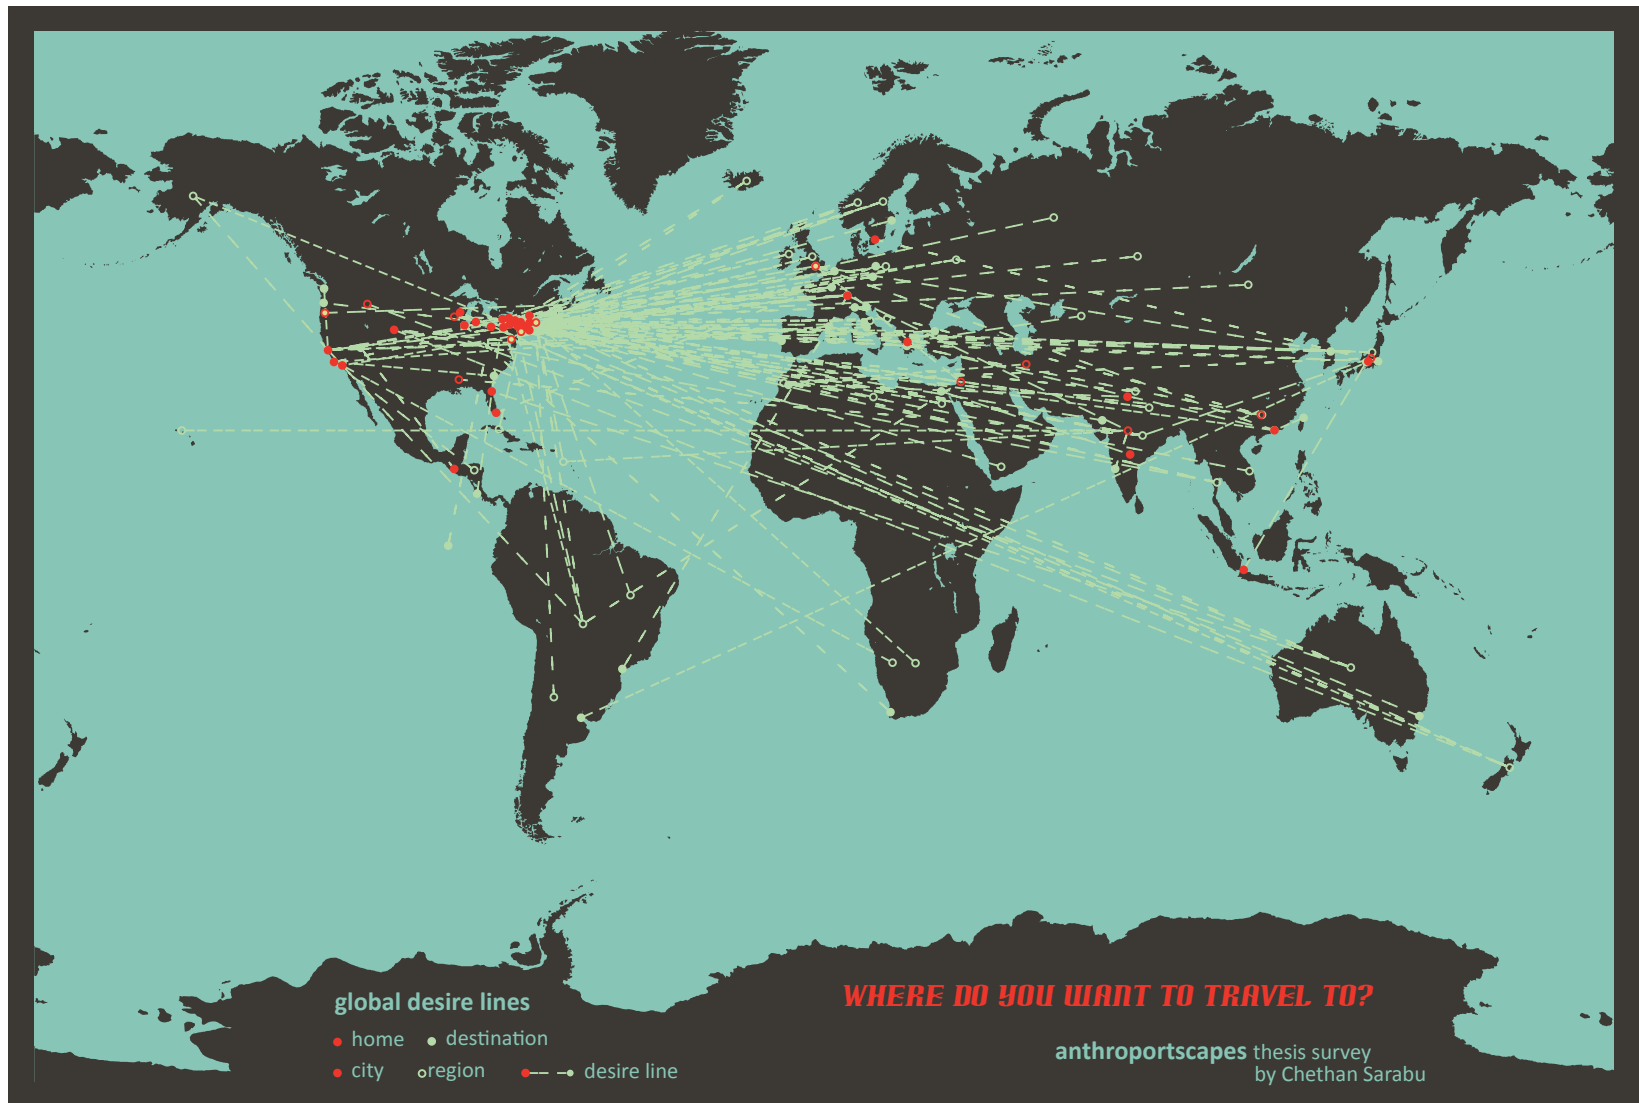 WHERE DO YOU WANT TO TRAVEL TO?
global desire lines
home destination
city region desire line
anthroportscapes thesis survey
by Chethan Sarabu